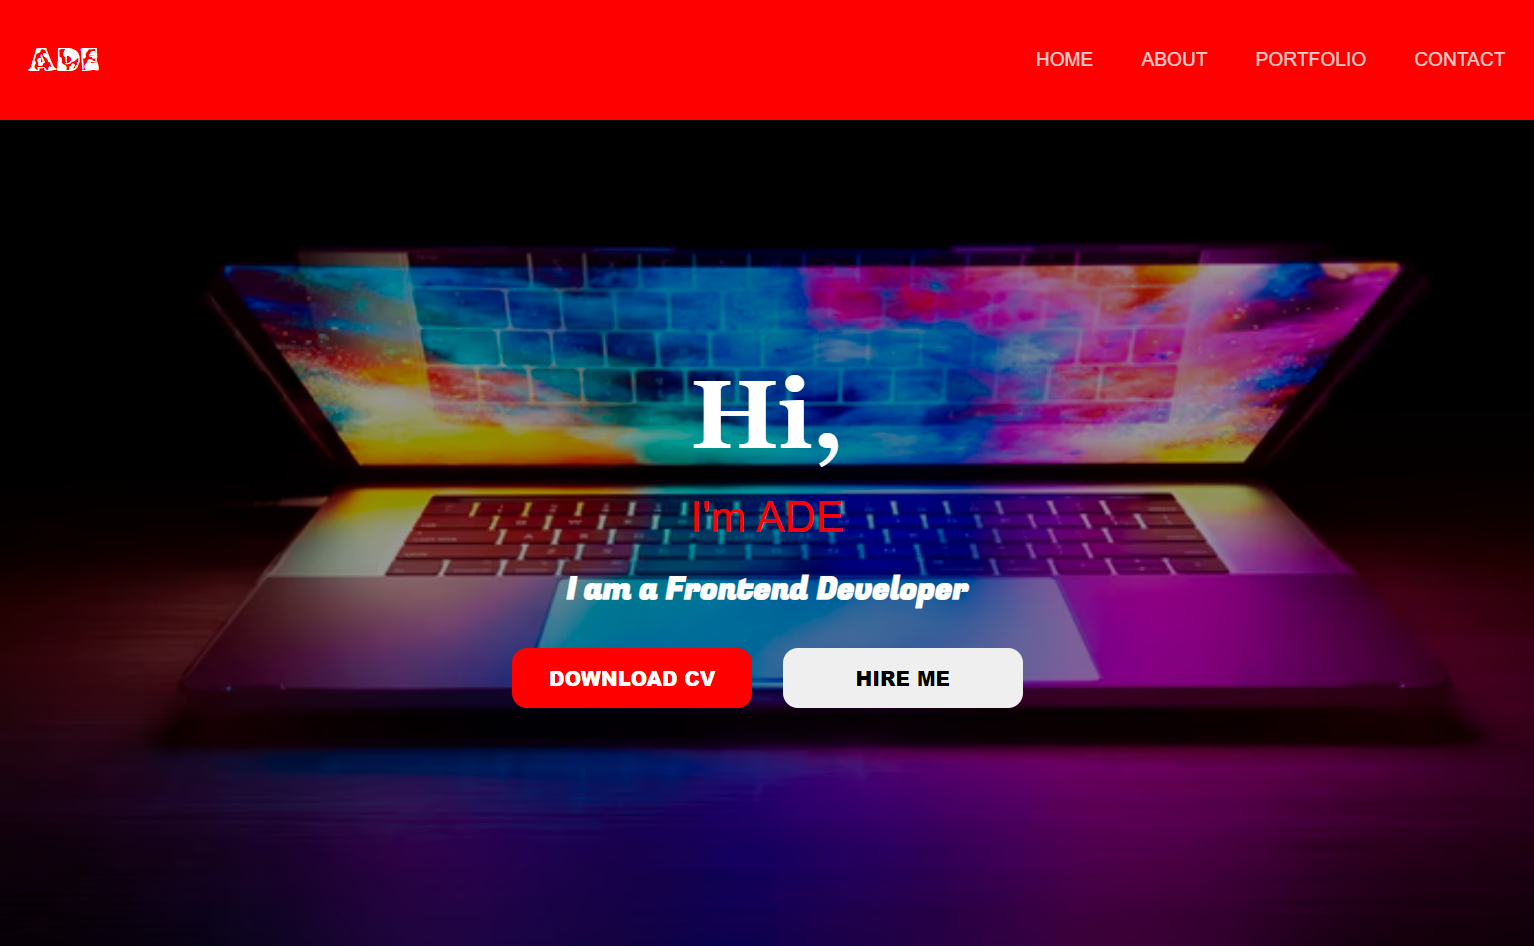 ADE
HOME ABOUT PORTFOLIO CONTACT
Hi,
I'm ADE
I am a Frontend Developer
DOWNLOAD CV HIRE ME